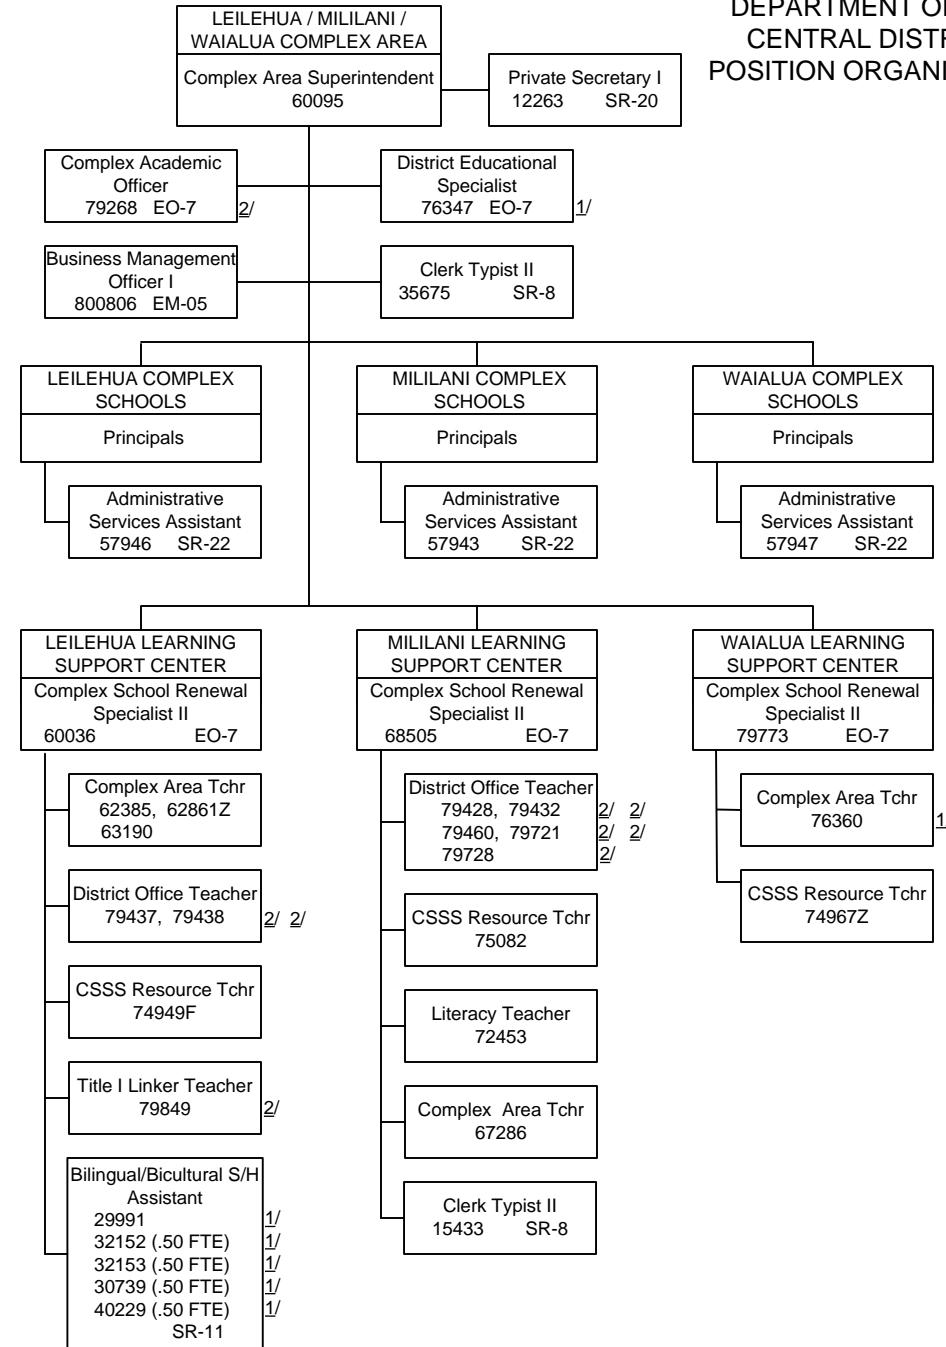 DEPARTMENT O
CENTRAL DISTR
POSITION ORGANI
LEILEHUA / MILILANI /
WAIALUA COMPLEX AREA
Complex Area Superintendent
60095
Private Secretary I
12263 SR-20
Complex Academic
Officer
79268 EO-7 2/
District Educational
Specialist
76347 EO-7 1/
Business Management
Officer I
800806 EM-05
Clerk Typist II
35675 SR-8
LEILEHUA COMPLEX
SCHOOLS
Principals
Administrative
Services Assistant
57946 SR-22
MILILANI COMPLEX
SCHOOLS
Principals
Administrative
Services Assistant
57943 SR-22
WAIALUA COMPLEX
SCHOOLS
Principals
Administrative
Services Assistant
57947 SR-22
LEILEHUA LEARNING
SUPPORT CENTER
Complex School Renewal
Specialist II
60036 EO-7
Complex Area Tchr
62385, 62861Z
63190
District Office Teacher
79437, 79438 2/ 2/
CSSS Resource Tchr
74949F
Title I Linker Teacher
79849 2/
Bilingual/Bicultural S/H
Assistant
29991 1/
32152 (.50 FTE) 1/
32153 (.50 FTE) 1/
30739 (.50 FTE) 1/
40229 (.50 FTE) 1/
SR-11
MILILANI LEARNING
SUPPORT CENTER
Complex School Renewal
Specialist II
68505 EO-7
District Office Teacher
79428, 79432 2/ 2/
79460, 79721 2/ 2/
79728 2/
CSSS Resource Tchr
75082
Literacy Teacher
72453
Complex Area Tchr
67286
Clerk Typist II
15433 SR-8
WAIALUA LEARNING
SUPPORT CENTER
Complex School Renewal
Specialist II
79773 EO-7
Complex Area Tchr
76360 1
CSSS Resource Tchr
74967Z